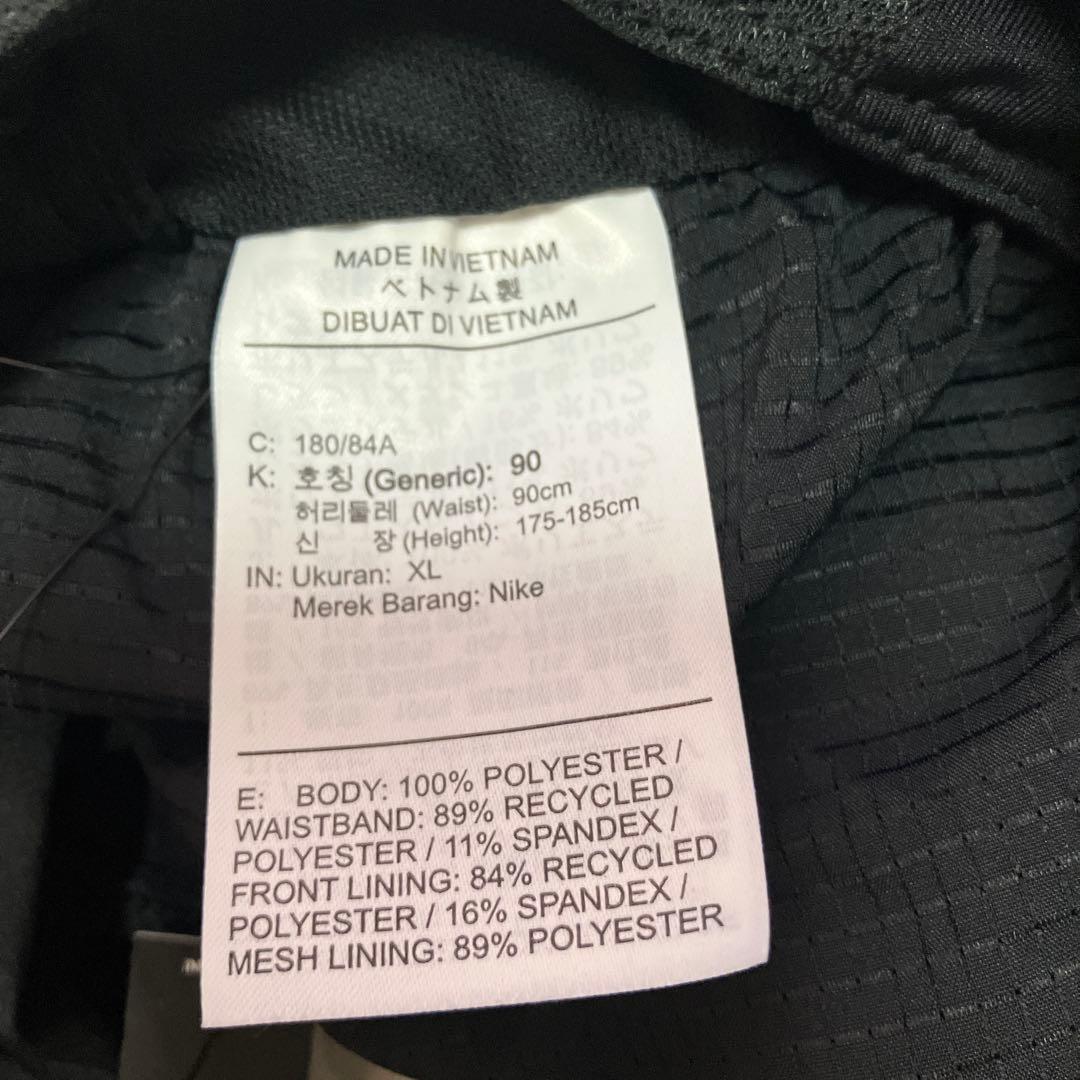 MADE IN VIETNAM
ベトナム製
DIBUAT DI VIETNAM
C: 180/84A
K: 호칭 (Generic): 90
허리둘레 (Waist): 90cm
신 장 (Height): 175-185cm
IN: Ukuran: XL
Merek Barang: Nike
E: BODY: 100% POLYESTER /
WAISTBAND: 89% RECYCLED
POLYESTER / 11% SPANDEX /
FRONT LINING: 84% RECYCLED
POLYESTER / 16% SPANDEX /
MESH LINING: 89% POLYESTER